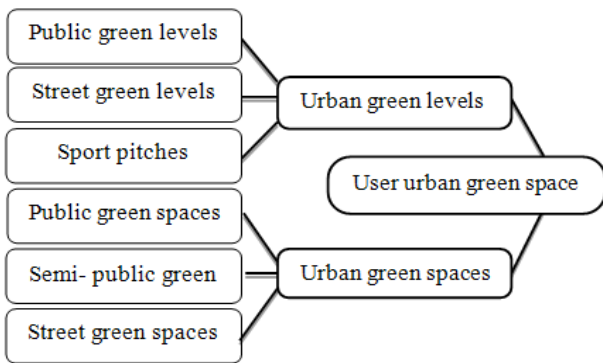 Public green levels
Street green levels
Sport pitches
Public green spaces
Semi- public green
Street green spaces
Urban green levels
Urban green spaces
User urban green space